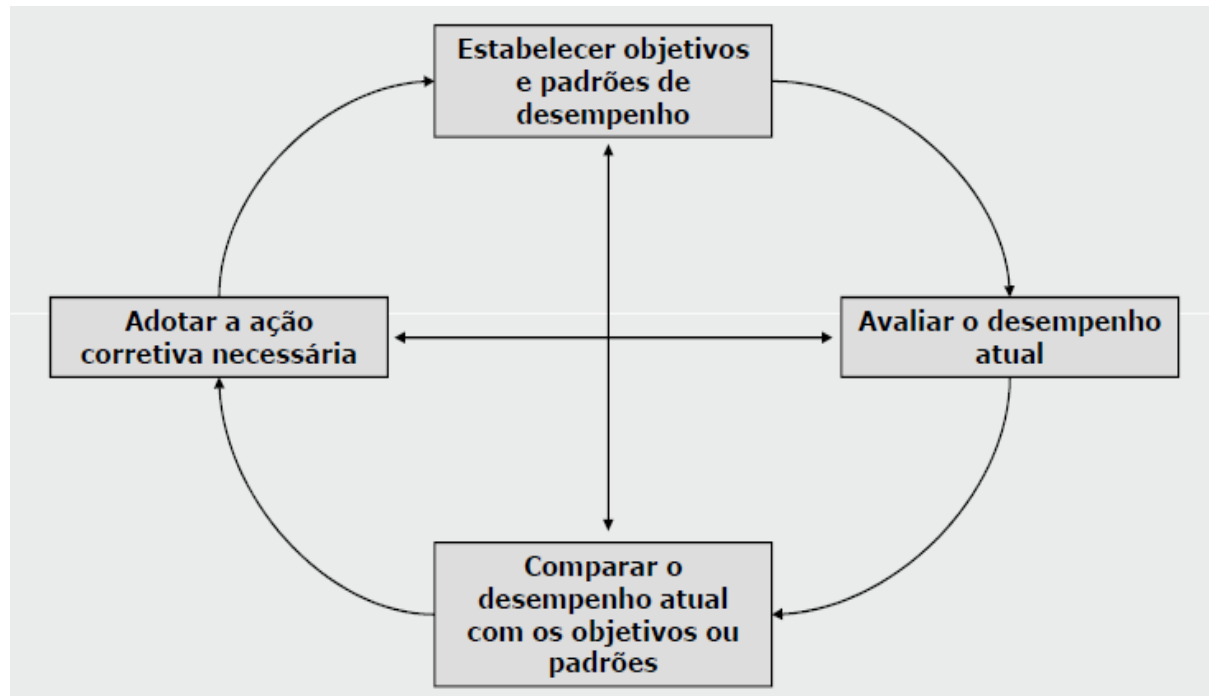 Estabelecer objetivos
e padrões de
desempenho
Adotar a ação
corretiva necessária
Avaliar o desempenho
atual
Comparar o
desempenho atual
com os objetivos ou
padrões